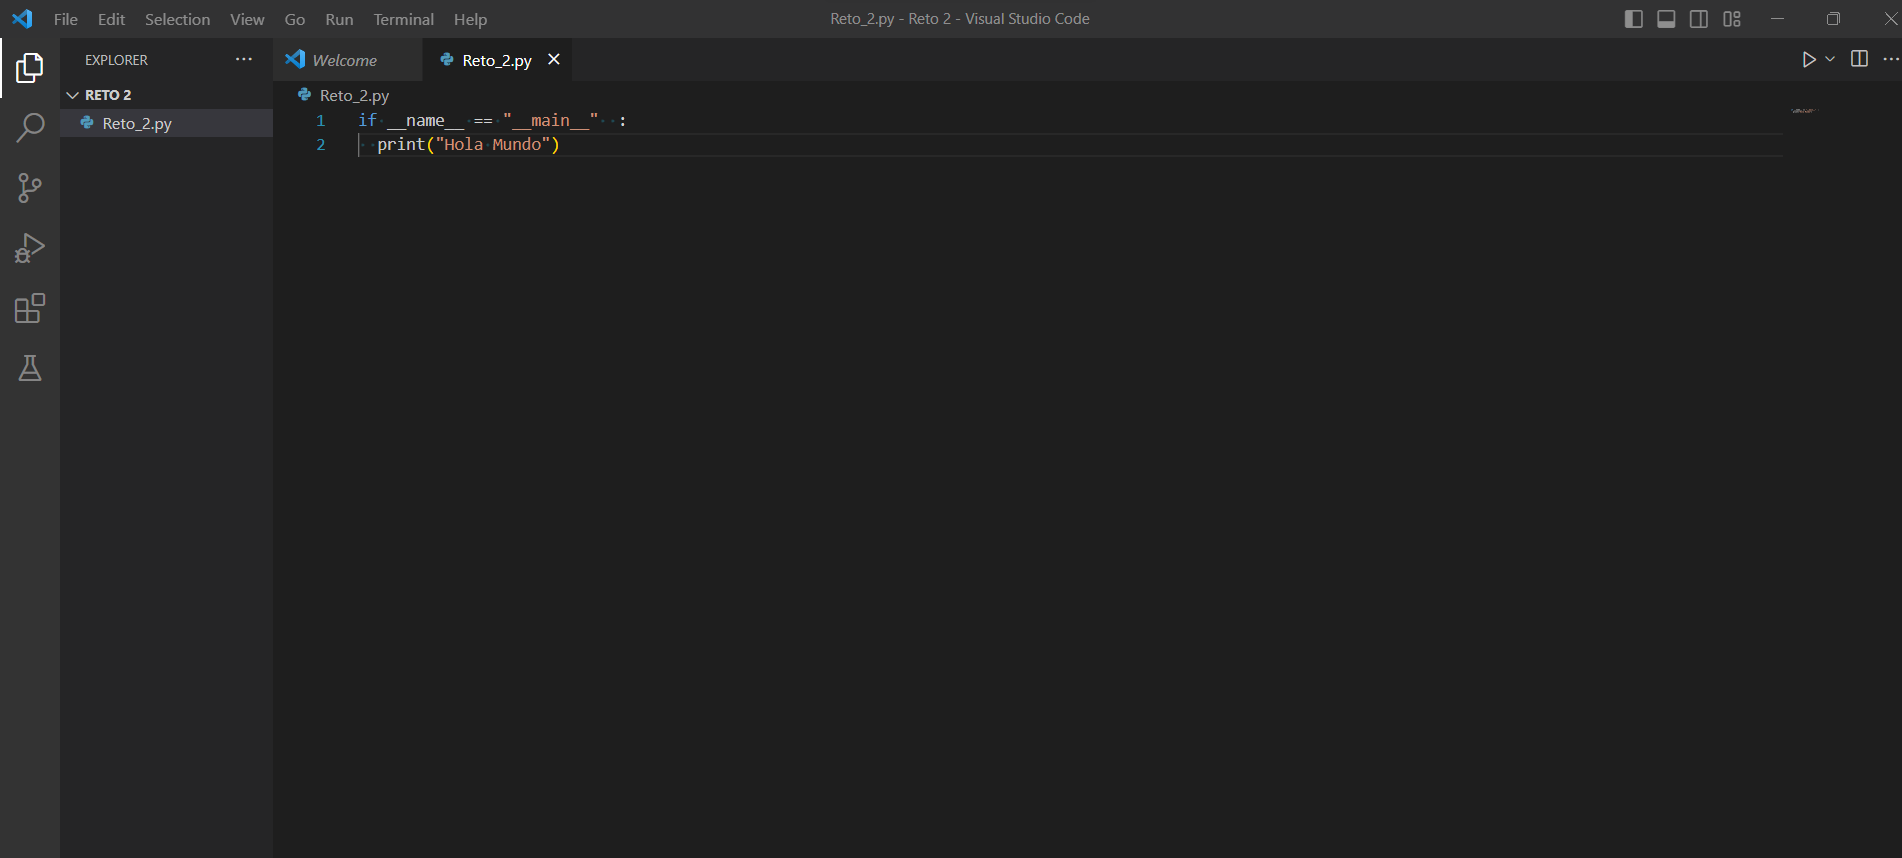 File Edit Selection View Go Run Terminal Help
Reto_2.py - Reto 2 - Visual Studio Code
EXPLORER
Welcome
Reto_2.py
RETO 2
Reto_2.py
Reto_2.py
1 if __name__ == "__main__"  :
2   print("Hola Mundo")